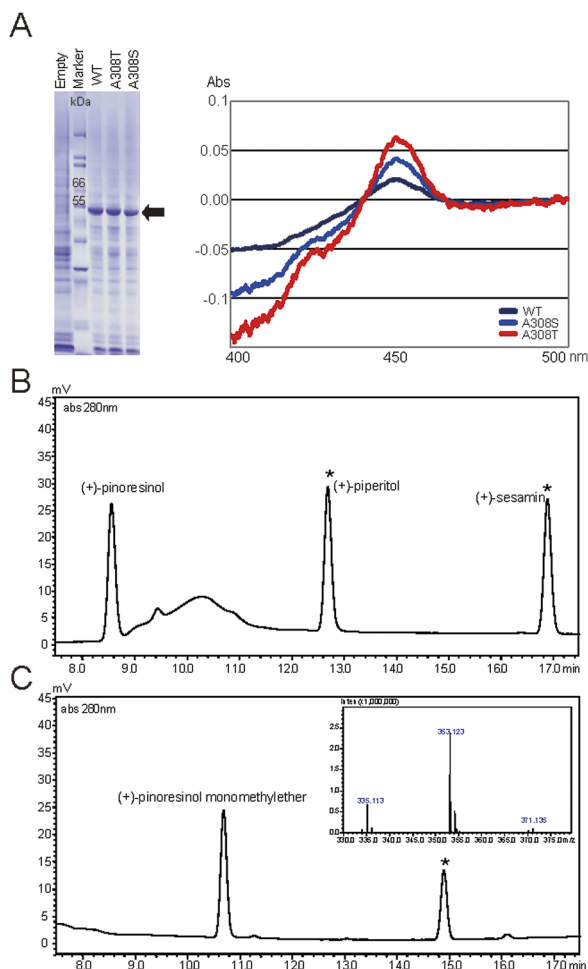 A
Empty
Marker
WT
A308T
A308S
kDa
66
55
Abs
0.1
0.05
0.00
-0.05
-0.1
WT
A308S
A308T
400
450
500 nm
B
mV
45
abs 280nm
40
35
30
25
20
15
10
5
0
(+)-pinoresinol
*
(+)-piperitol
*
(+)-sesamin
8.0 9.0 10.0 11.0 12.0 13.0 14.0 15.0 16.0 17.0 min
C
mV
45
abs 280nm
40
35
30
25
20
15
10
5
0
(+)-pinoresinol monomethylether
*
Inten (x1,000,000)
2.5
2.0
1.5
1.0
0.5
0.0
353.123
335.113
371.135
330.0 335.0 340.0 345.0 350.0 355.0 360.0 365.0 370.0 375.0 m/z
8.0 9.0 10.0 11.0 12.0 13.0 14.0 15.0 16.0 17.0 min